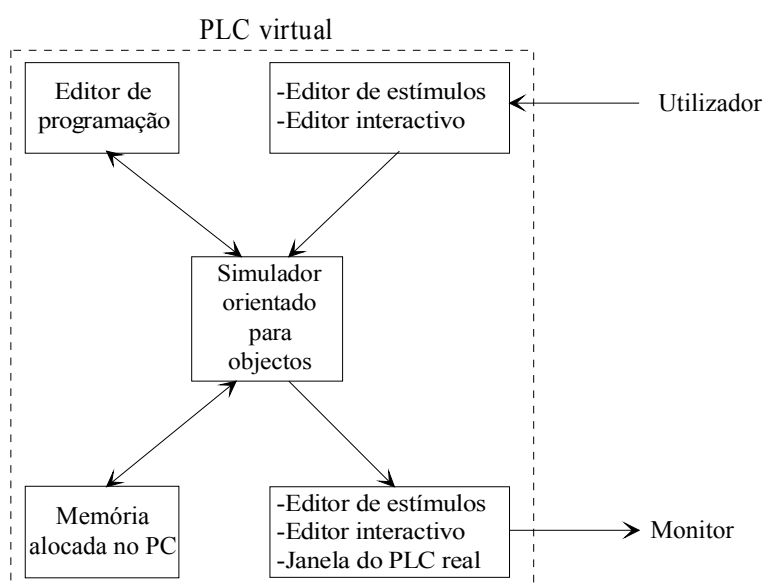 PLC virtual
Editor de
programação
-Editor de estímulos
-Editor interactivo
Utilizador
Simulador
orientado
para
objectos
Memória
alocada no PC
-Editor de estímulos
-Editor interactivo
-Janela do PLC real
Monitor